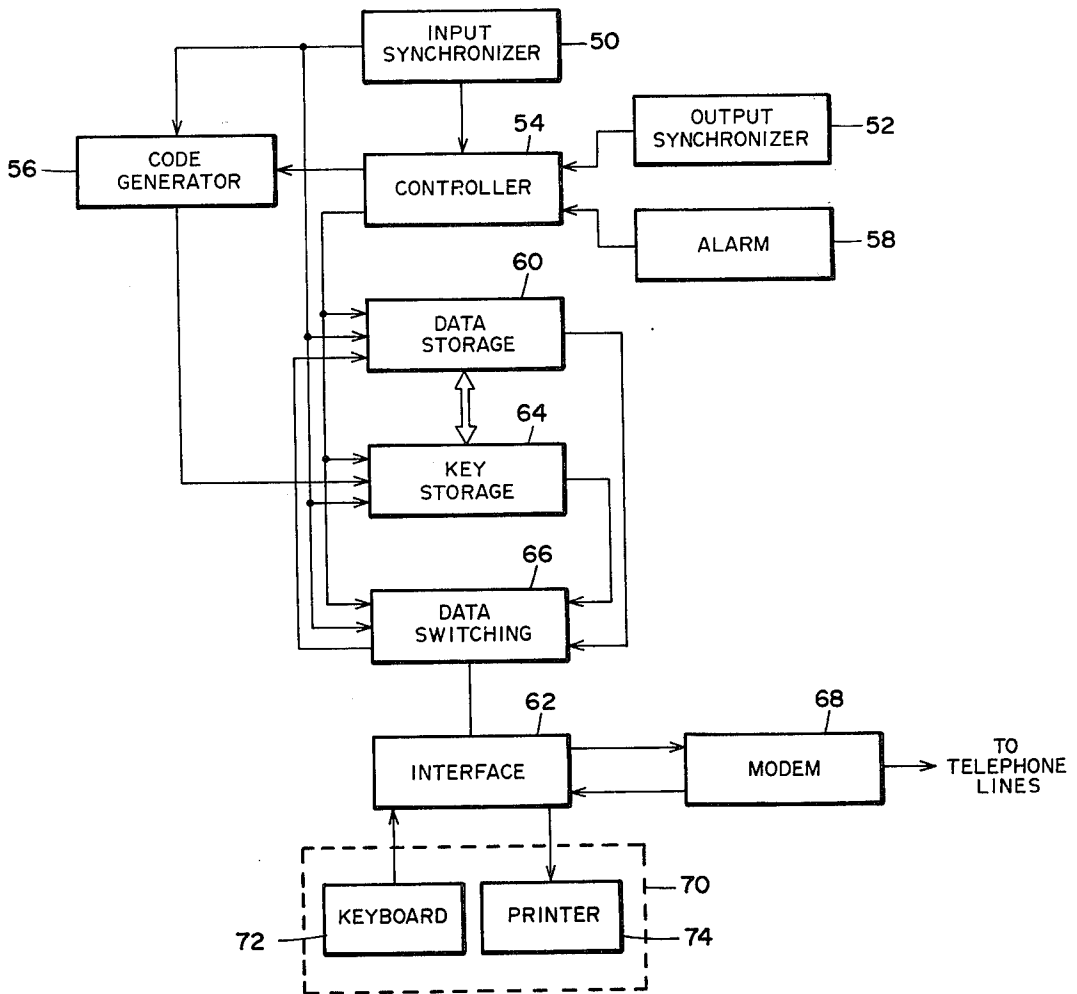 INPUT
SYNCHRONIZER
50
OUTPUT
SYNCHRONIZER
52
54
CODE
GENERATOR
56
CONTROLLER
ALARM
58
60
DATA
STORAGE
64
KEY
STORAGE
66
DATA
SWITCHING
62
INTERFACE
68
MODEM
TO
TELEPHONE
LINES
70
KEYBOARD
72
PRINTER
74